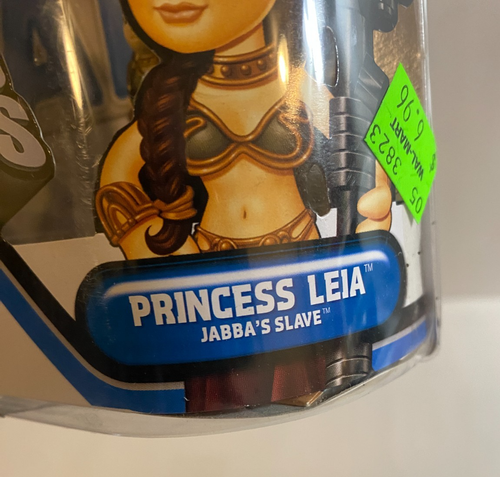 PRINCESS LEIA™
JABBA'S SLAVE™
05 3823
WAL-MART
$ 6.96